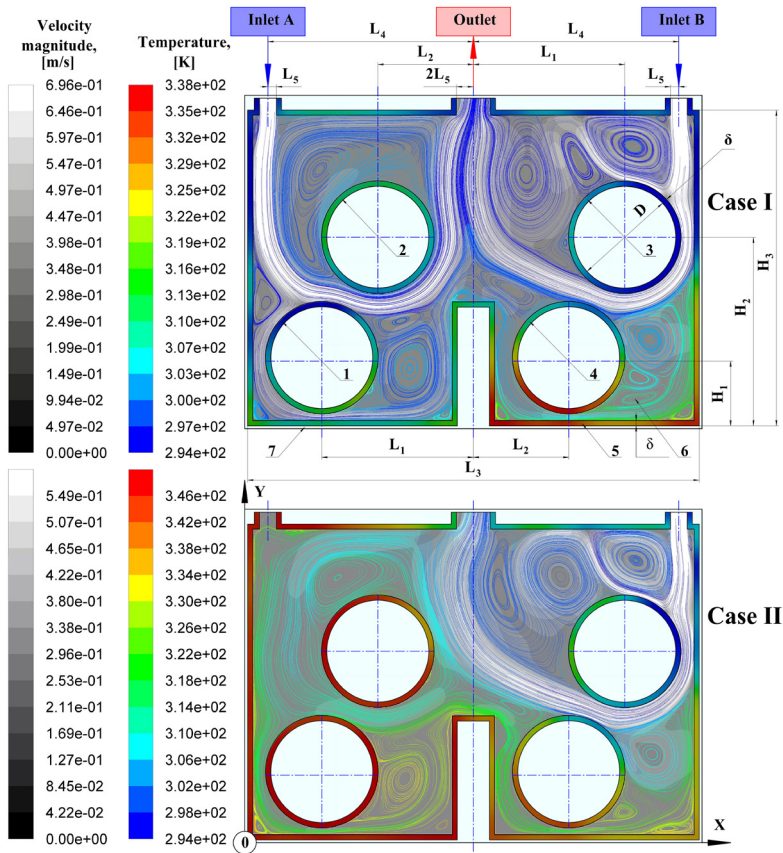 Inlet A
Outlet
Inlet B
Velocity
magnitude,
[m/s]
Temperature,
[K]
L4
L4
L2
L1
L5
2L5
L5
6.96e-01
6.46e-01
5.97e-01
5.47e-01
4.97e-01
4.47e-01
3.98e-01
3.48e-01
2.98e-01
2.49e-01
1.99e-01
1.49e-01
9.94e-02
4.97e-02
0.00e+00
3.38e+02
3.35e+02
3.32e+02
3.29e+02
3.25e+02
3.22e+02
3.19e+02
3.16e+02
3.13e+02
3.10e+02
3.07e+02
3.03e+02
3.00e+02
2.97e+02
2.94e+02
δ
Case I
D
2
3
H3
H2
1
4
H1
7
L1
L2
5
δ
6
L3
Y
5.49e-01
5.07e-01
4.65e-01
4.22e-01
3.80e-01
3.38e-01
2.96e-01
2.53e-01
2.11e-01
1.69e-01
1.27e-01
8.45e-02
4.22e-02
0.00e+00
3.46e+02
3.42e+02
3.38e+02
3.34e+02
3.30e+02
3.26e+02
3.22e+02
3.18e+02
3.14e+02
3.10e+02
3.06e+02
3.02e+02
2.98e+02
2.94e+02
Case II
0
X